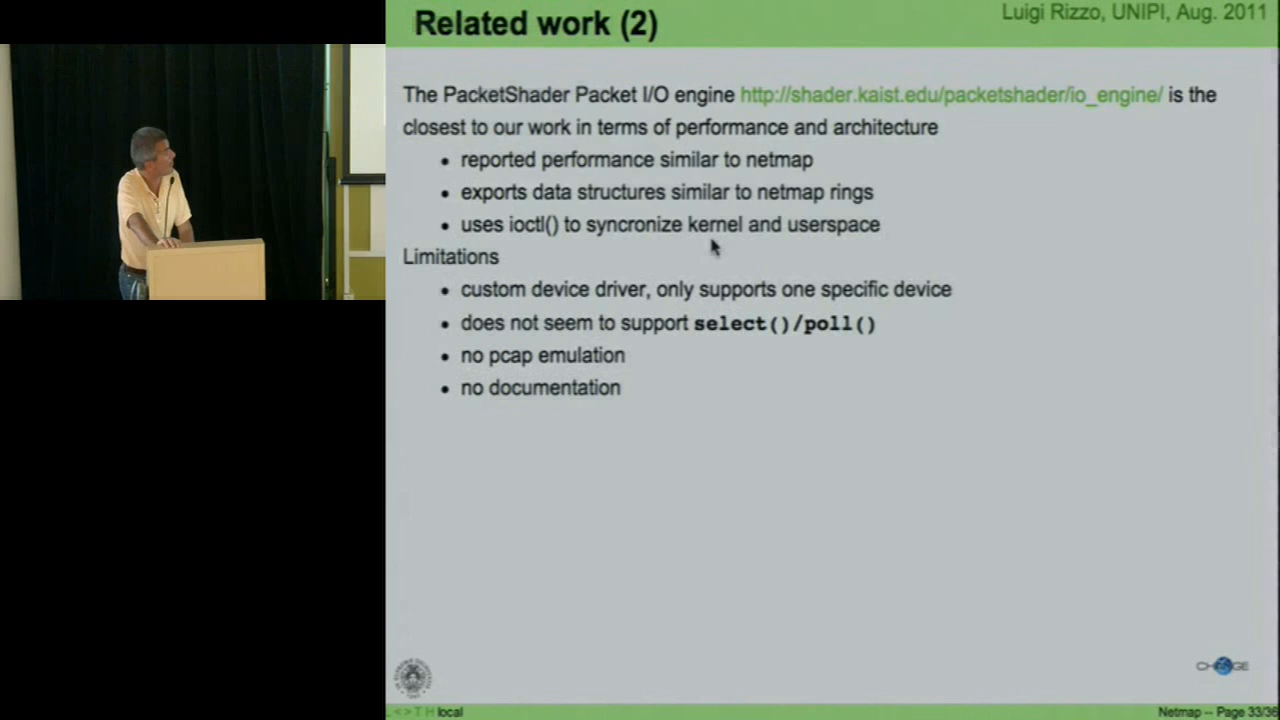 Related work (2)
Luigi Rizzo, UNIPI, Aug. 2011
The PacketShader Packet I/O engine http://shader.kaist.edu/packetshader/io_engine/ is the
closest to our work in terms of performance and architecture
• reported performance similar to netmap
• exports data structures similar to netmap rings
• uses ioctl() to syncronize kernel and userspace
Limitations
• custom device driver, only supports one specific device
• does not seem to support select()/poll()
• no pcap emulation
• no documentation
CHANGE
L < > T H local
Netmap -- Page 33/36